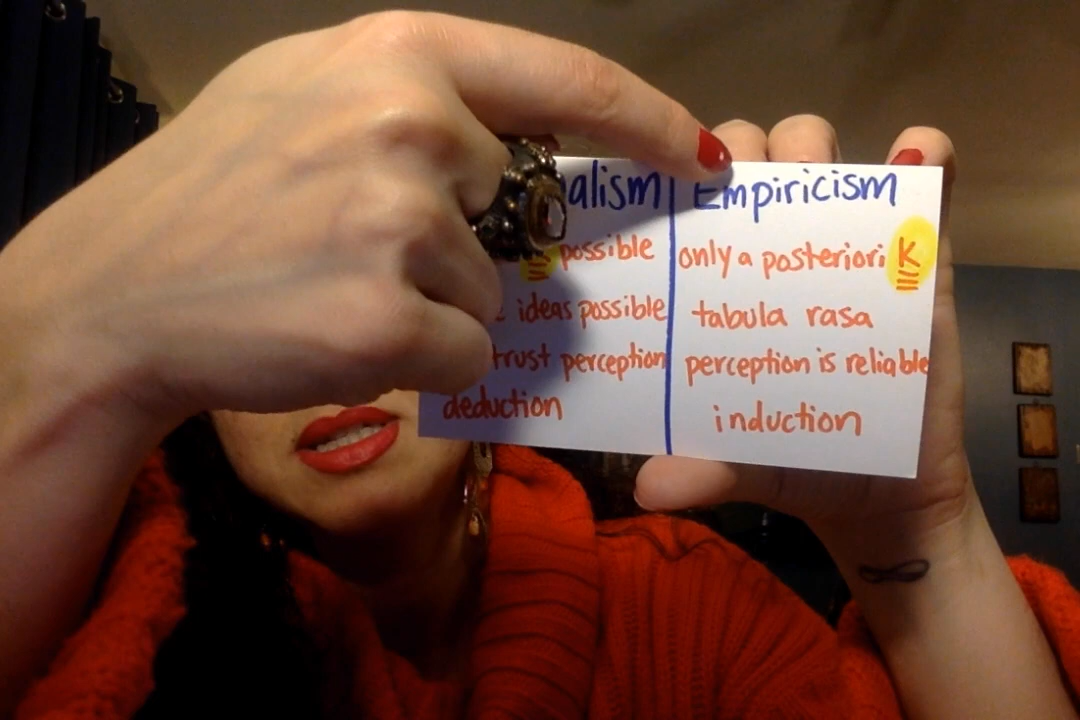 alism Empiricism
possible only a posteriori K
ideas possible tabula rasa
trust perception perception is reliable
deduction induction